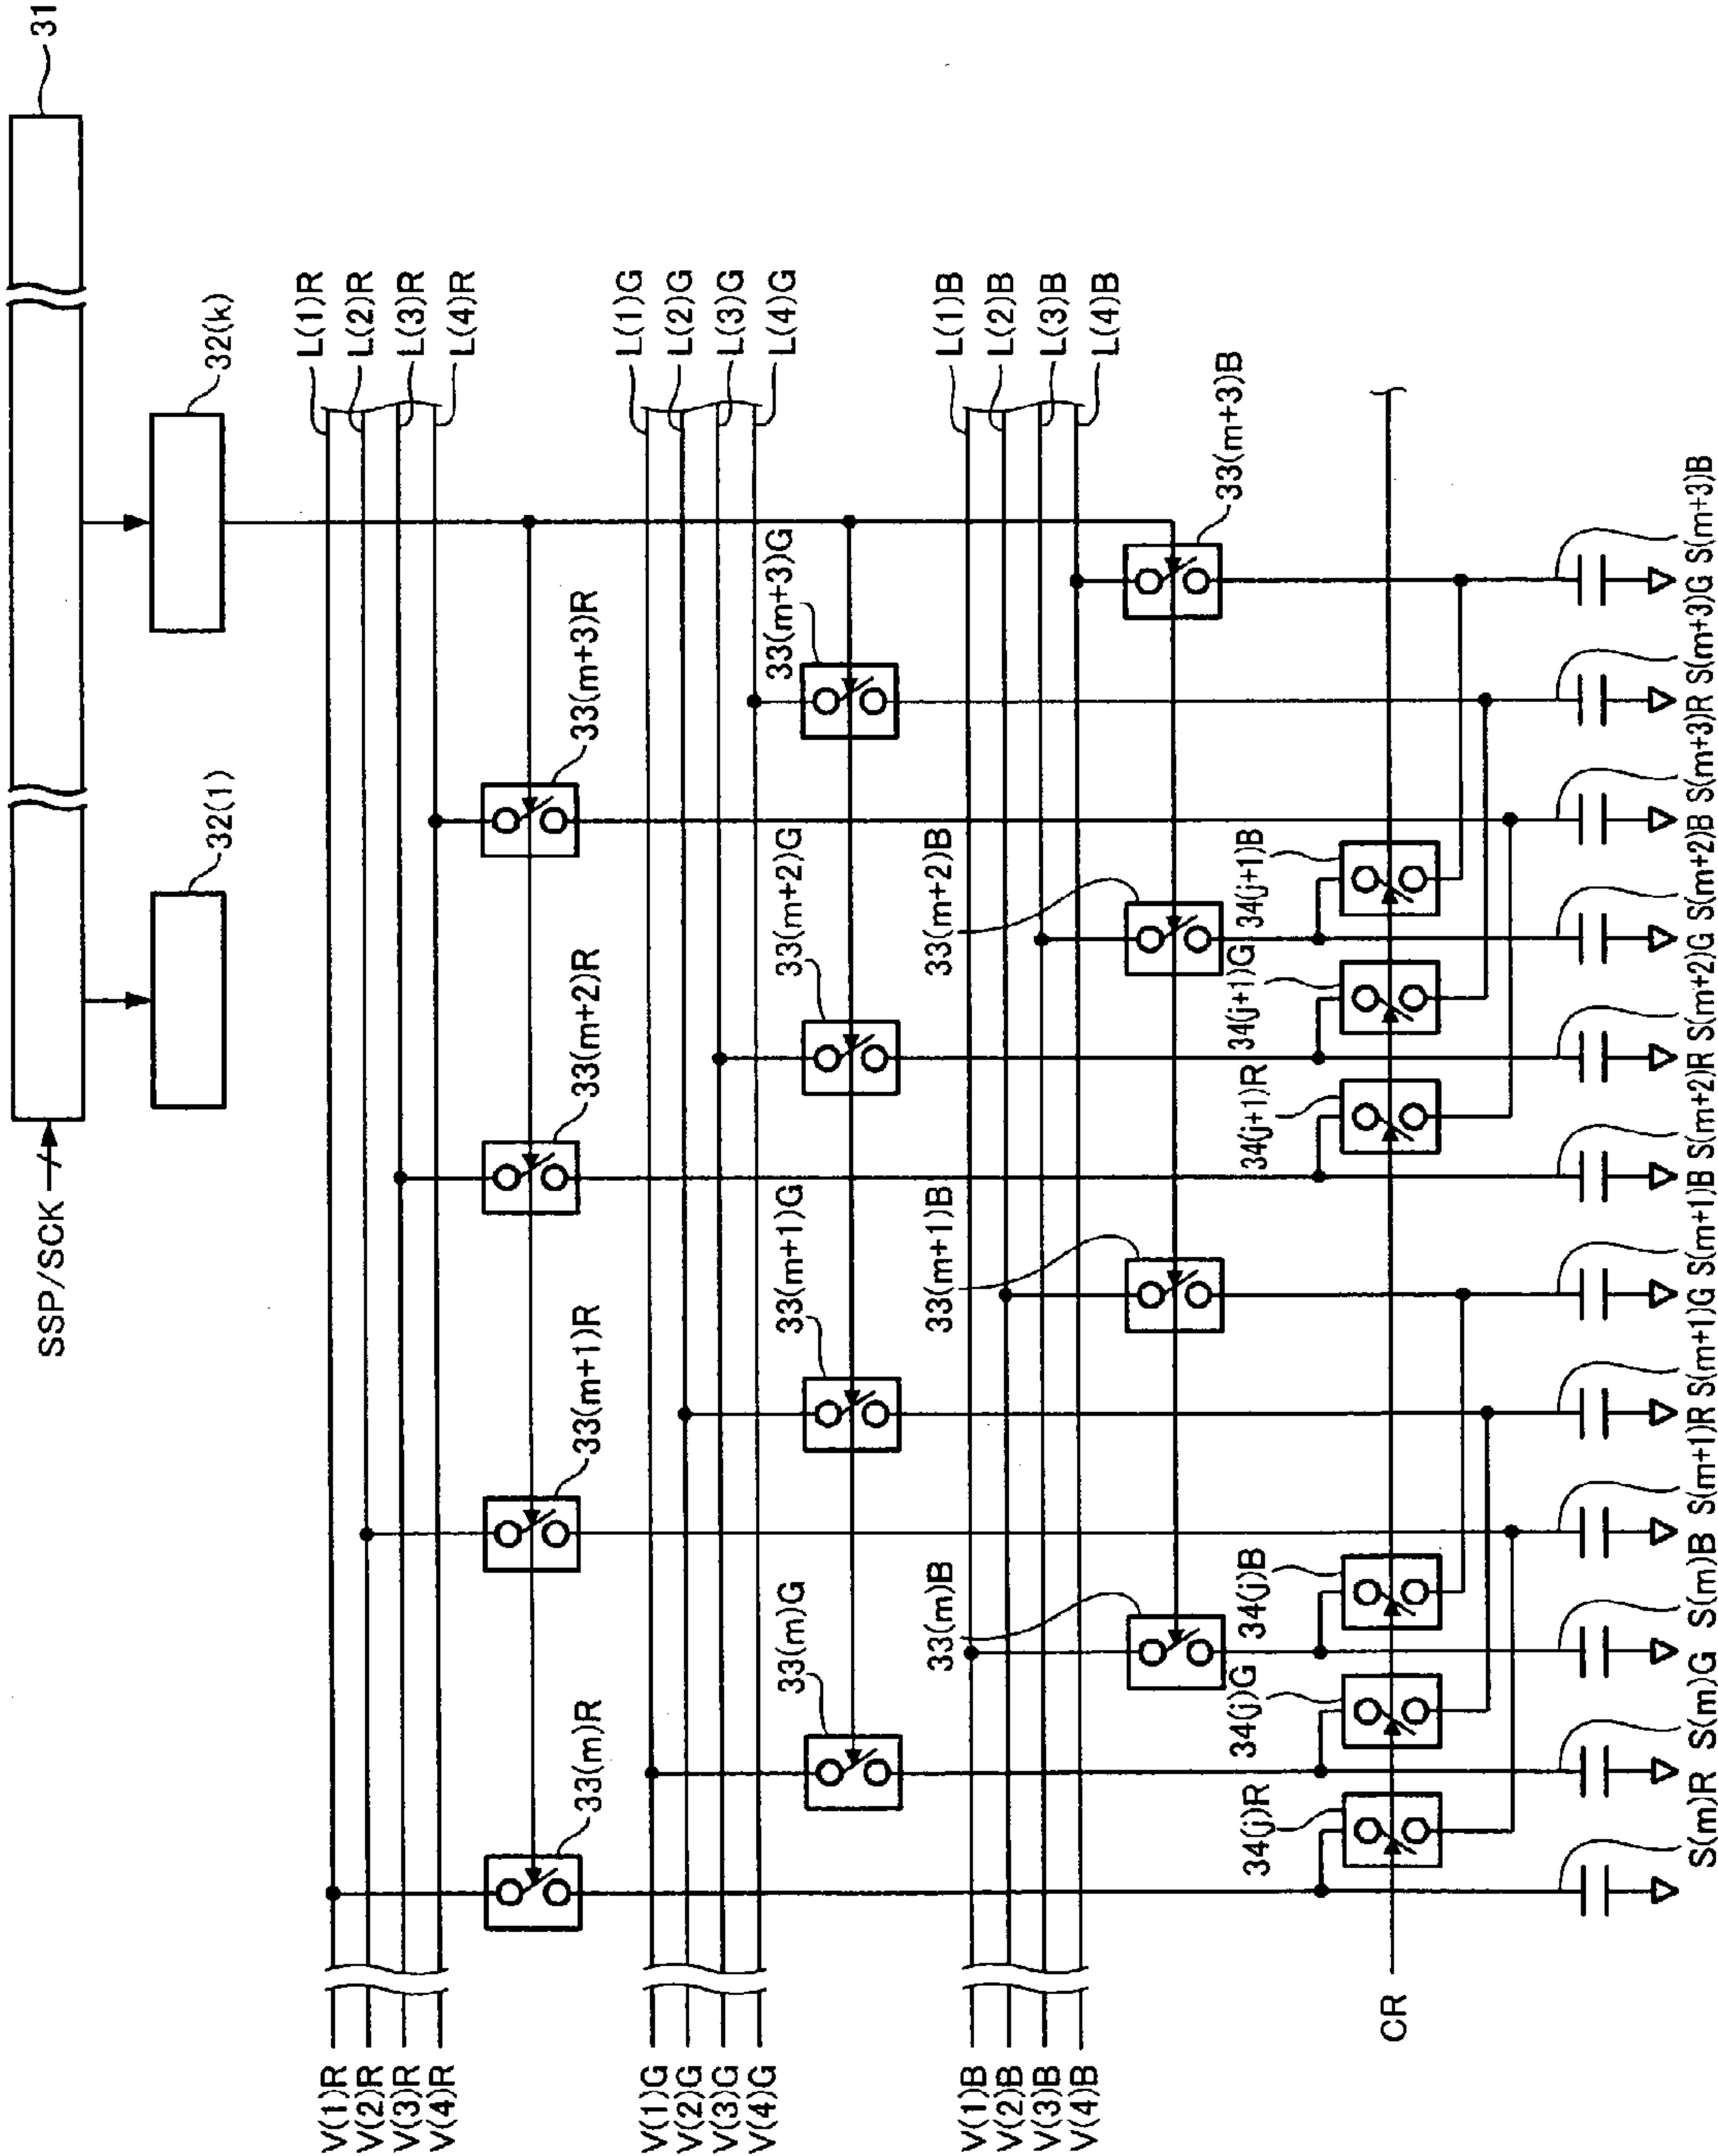 31
SSP/SCK
32(1)
32(k)
L(1)R
L(2)R
L(3)R
L(4)R
V(1)R
V(2)R
V(3)R
V(4)R
33(m)R
33(m+1)R
33(m+2)R
33(m+3)R
L(1)G
L(2)G
L(3)G
L(4)G
V(1)G
V(2)G
V(3)G
V(4)G
33(m)G
33(m+1)G
33(m+2)G
33(m+3)G
L(1)B
L(2)B
L(3)B
L(4)B
V(1)B
V(2)B
V(3)B
V(4)B
33(m)B
33(m+1)B
33(m+2)B
33(m+3)B
34(j)R
34(j)G
34(j)B
34(j+1)R
34(j+1)G
34(j+1)B
CR
S(m)R
S(m)G
S(m)B
S(m+1)R
S(m+1)G
S(m+1)B
S(m+2)R
S(m+2)G
S(m+2)B
S(m+3)R
S(m+3)G
S(m+3)B